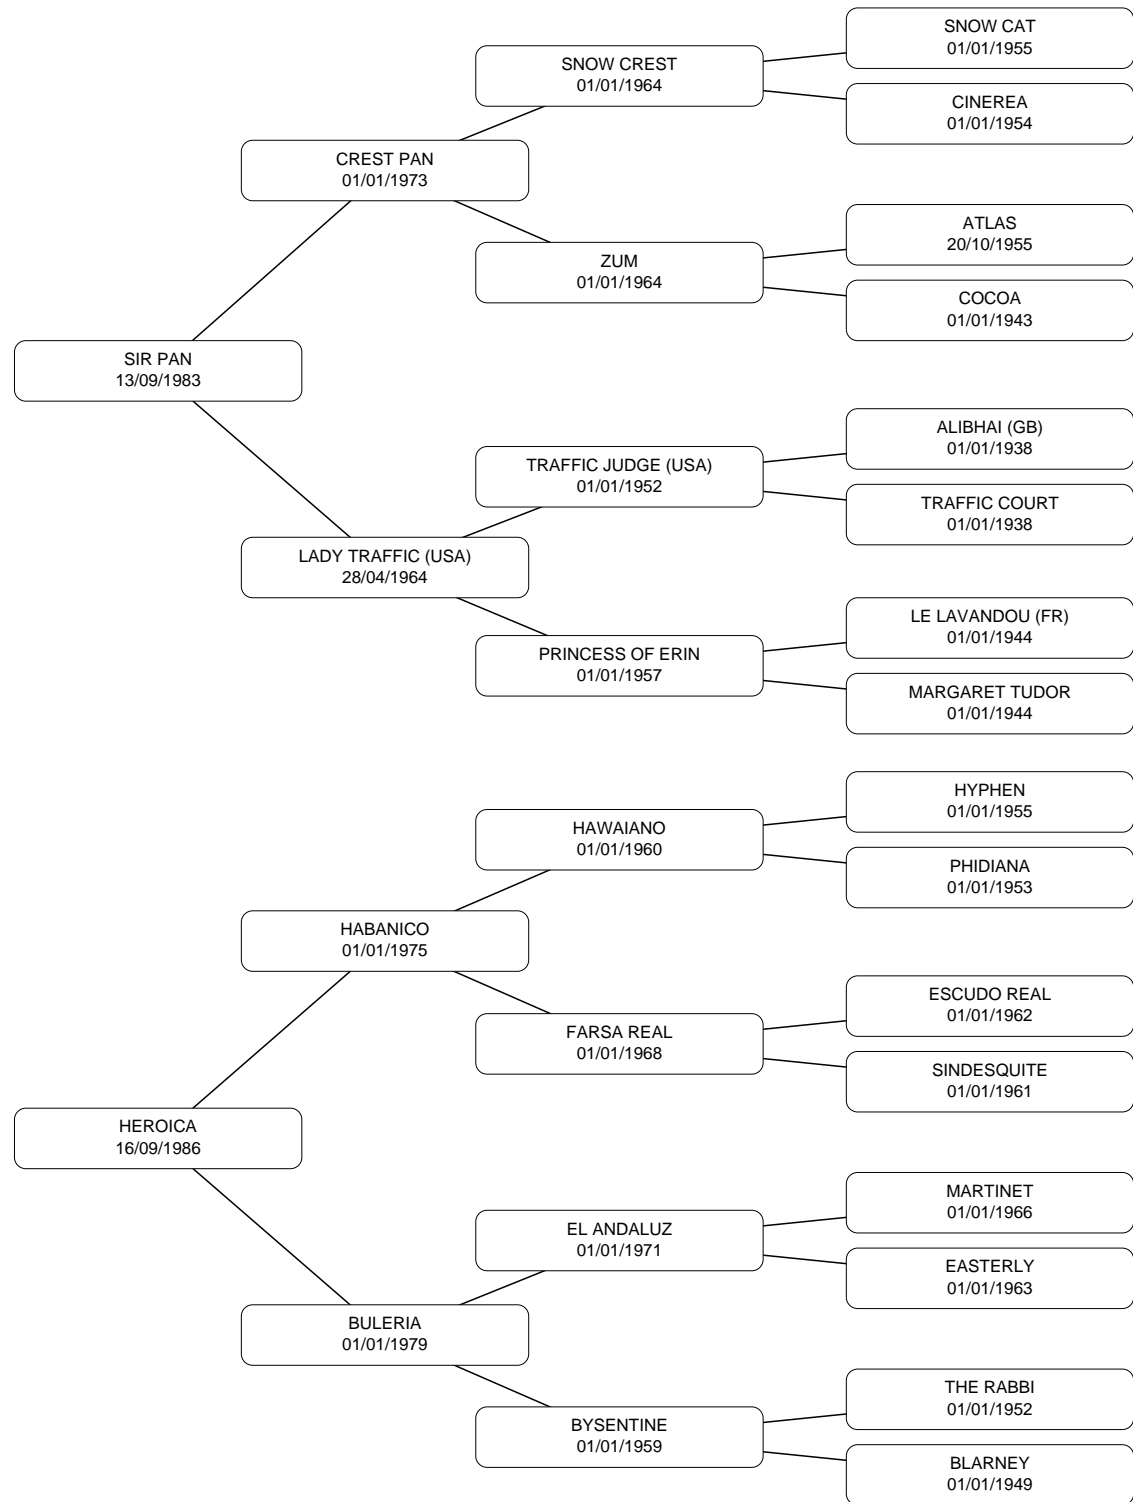 SNOW CAT
01/01/1955
SNOW CREST
01/01/1964
CINEREA
01/01/1954
CREST PAN
01/01/1973
ATLAS
20/10/1955
ZUM
01/01/1964
COCOA
01/01/1943
SIR PAN
13/09/1983
ALIBHAI (GB)
01/01/1938
TRAFFIC JUDGE (USA)
01/01/1952
TRAFFIC COURT
01/01/1938
LADY TRAFFIC (USA)
28/04/1964
LE LAVANDOU (FR)
01/01/1944
PRINCESS OF ERIN
01/01/1957
MARGARET TUDOR
01/01/1944
HYPHEN
01/01/1955
HAWAIANO
01/01/1960
PHIDIANA
01/01/1953
HABANICO
01/01/1975
ESCUDO REAL
01/01/1962
FARSA REAL
01/01/1968
SINDESQUITE
01/01/1961
HEROICA
16/09/1986
MARTINET
01/01/1966
EL ANDALUZ
01/01/1971
EASTERLY
01/01/1963
BULERIA
01/01/1979
THE RABBI
01/01/1952
BYSENTINE
01/01/1959
BLARNEY
01/01/1949